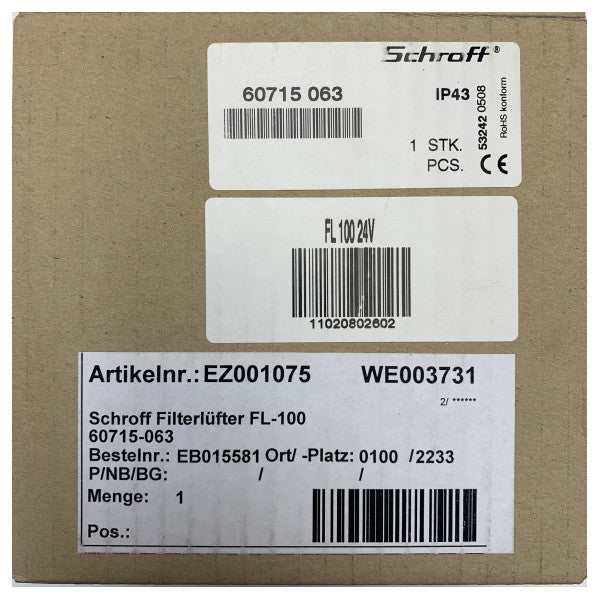 Schroff®
60715 063
IP43
1 STK.
PCS.
53242 0508
RoHS konform
CE
FL 100 24V
11020802602
Artikelnr.: EZ001075 WE003731
2/ ******
Schroff Filterlüfter FL-100
60715-063
Bestelnr.: EB015581 Ort/ -Platz: 0100 /2233
P/NB/BG: / /
Menge: 1
Pos.: